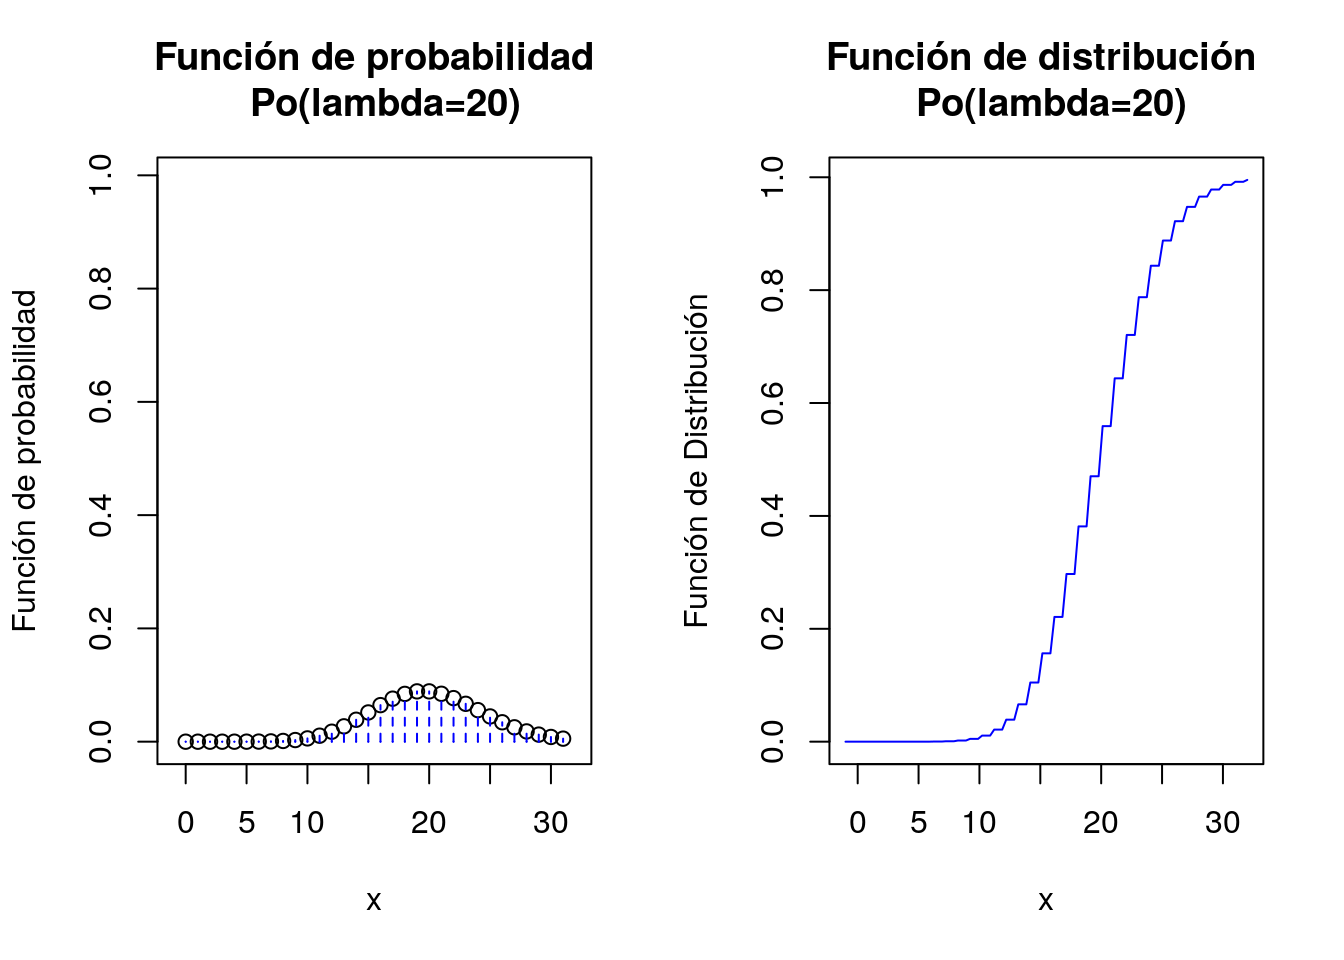 Función de probabilidad
Po(lambda=20)
Función de probabilidad
1.0
0.8
0.6
0.4
0.2
0.0
0 5 10 20 30
x
Función de distribución
Po(lambda=20)
Función de Distribución
1.0
0.8
0.6
0.4
0.2
0.0
0 5 10 20 30
x